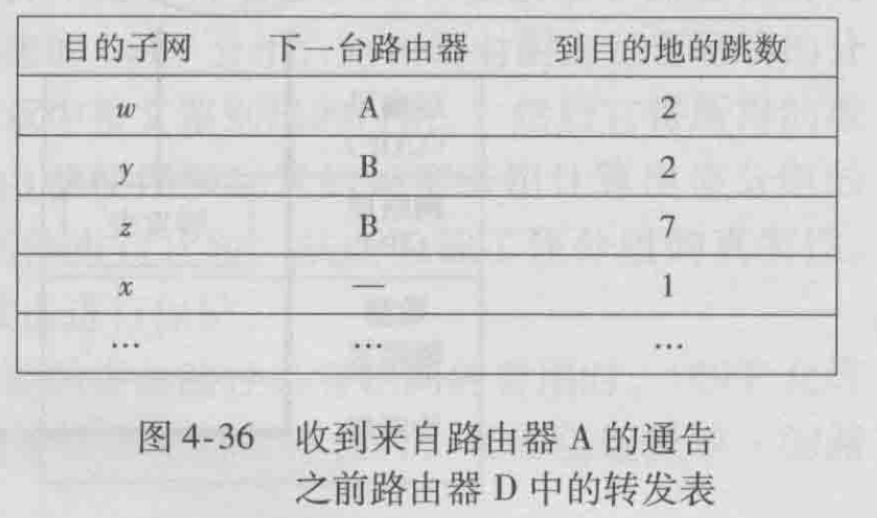 目的子网 下一台路由器 到目的地的跳数
w A 2
y B 2
z B 7
x — 1
… … …
图 4-36 收到来自路由器 A 的通告
之前路由器 D 中的转发表